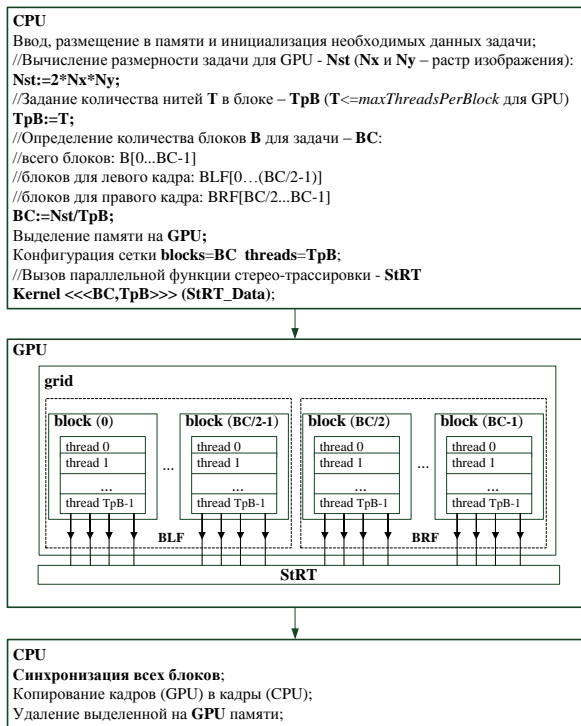 CPU
Ввод, размещение в памяти и инициализация необходимых данных задачи;
//Вычисление размерности задачи для GPU - Nst (Nx и Ny – растр изображения):
Nst:=2*Nx*Ny;
//Задание количества нитей T в блоке – TpB (T<=maxThreadsPerBlock для GPU)
TpB:=T;
//Определение количества блоков B для задачи – BC:
//всего блоков: B[0...BC-1]
//блоков для левого кадра: BLF[0…(BC/2-1)]
//блоков для правого кадра: BRF[BC/2...BC-1]
BC:=Nst/TpB;
Выделение памяти на GPU;
Конфигурация сетки blocks=BC threads=TpB;
//Вызов параллельной функции стерео-трассировки - StRT
Kernel <<<BC,TpB>>> (StRT_Data);
GPU
grid
block (0) block (BC/2-1) block (BC/2) block (BC-1)
thread 0 thread 0 thread 0 thread 0
thread 1 thread 1 thread 1 thread 1
... ... ... ... ... ...
thread TpB-1 thread TpB-1 thread TpB-1 thread TpB-1
BLF BRF
StRT
CPU
Синхронизация всех блоков;
Копирование кадров (GPU) в кадры (CPU);
Удаление выделенной на GPU памяти;